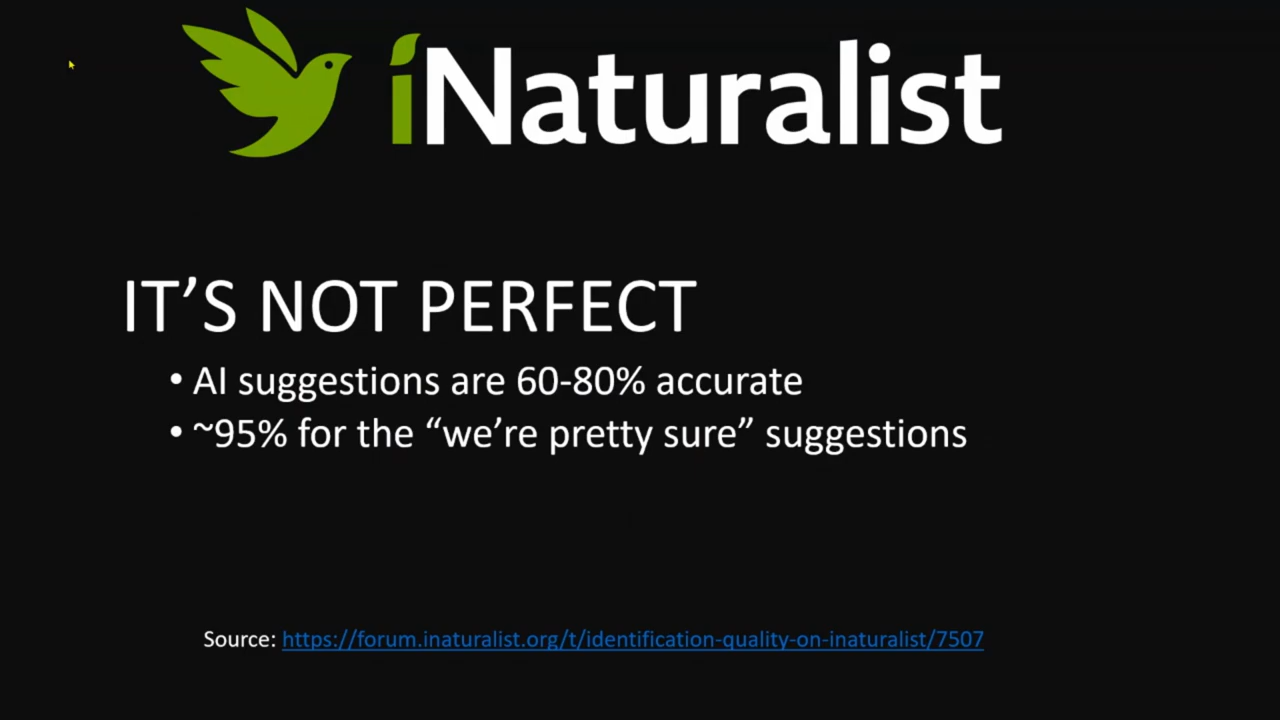 iNaturalist
IT’S NOT PERFECT
• AI suggestions are 60-80% accurate
• ~95% for the “we’re pretty sure” suggestions
Source: https://forum.inaturalist.org/t/identification-quality-on-inaturalist/7507